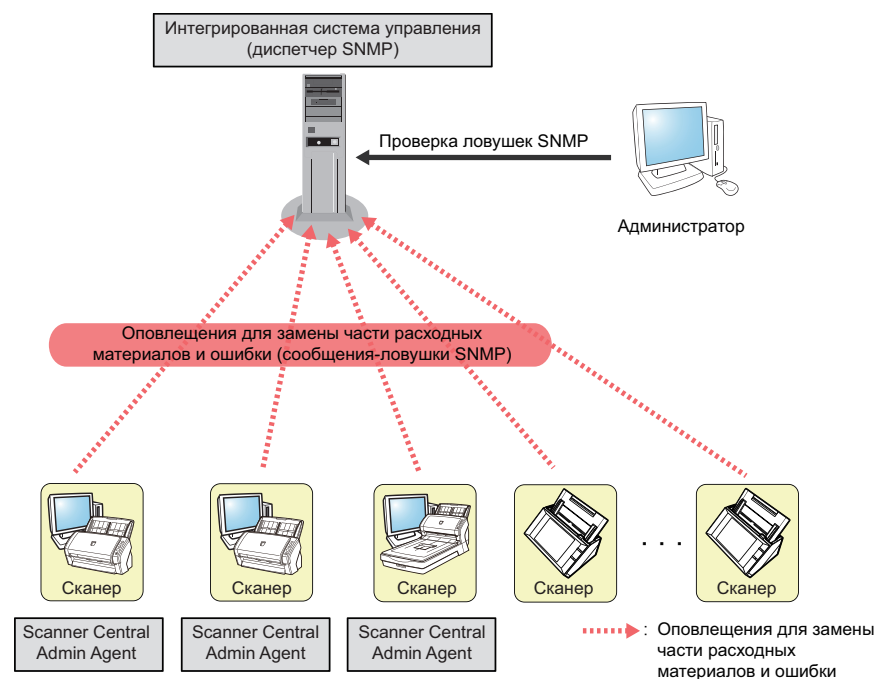 Интегрированная система управления
(диспетчер SNMP)
Проверка ловушек SNMP
Администратор
Оповлещения для замены части расходных
материалов и ошибки (сообщения-ловушки SNMP)
Сканер
Сканер
Сканер
Сканер
. . .
Сканер
Scanner Central
Admin Agent
Scanner Central
Admin Agent
Scanner Central
Admin Agent
: Оповлещения для замены
части расходных
материалов и ошибки